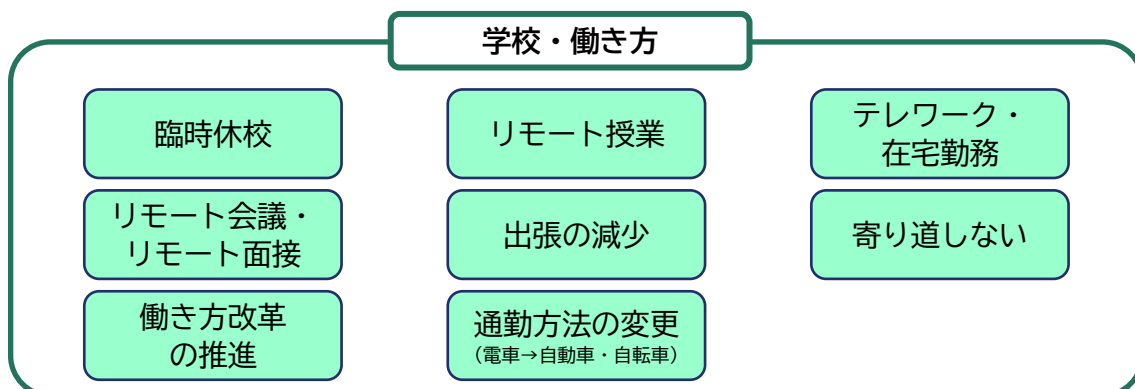 学校・働き方
臨時休校
リモート授業
テレワーク・
在宅勤務
リモート会議・
リモート面接
出張の減少
寄り道しない
働き方改革
の推進
通勤方法の変更
（電車→自動車・自転車）